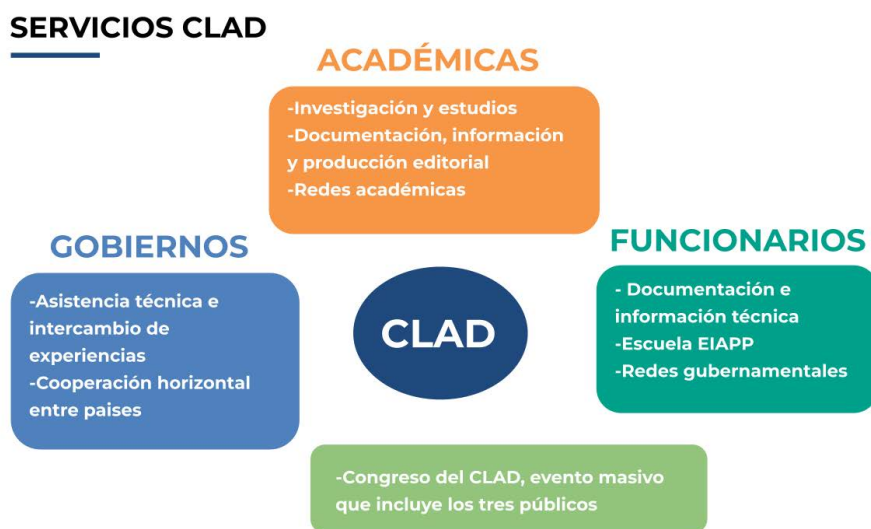 SERVICIOS CLAD
ACADÉMICAS
-Investigación y estudios
-Documentación, información
y producción editorial
-Redes académicas
GOBIERNOS
-Asistencia técnica e
intercambio de
experiencias
-Cooperación horizontal
entre paises
CLAD
FUNCIONARIOS
- Documentación e
información técnica
-Escuela EIAPP
-Redes gubernamentales
-Congreso del CLAD, evento masivo
que incluye los tres públicos